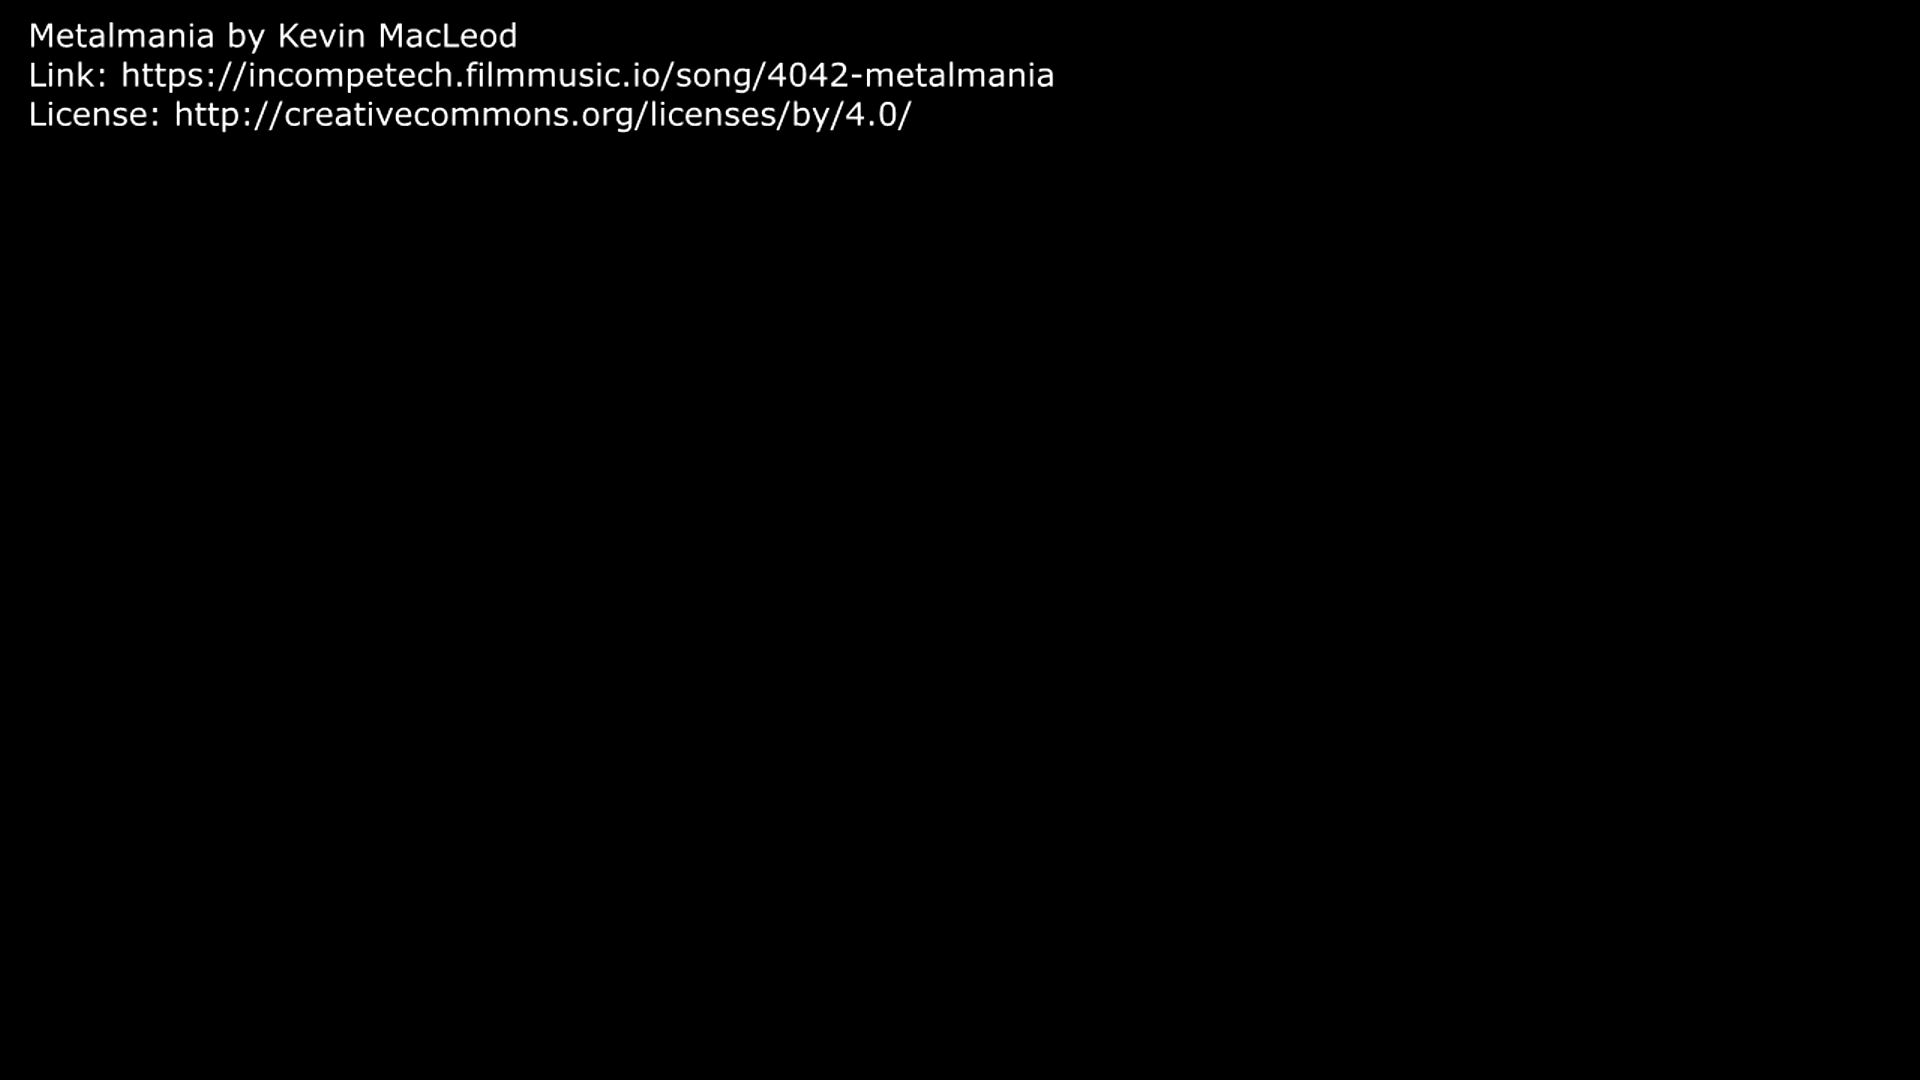 Metalmania by Kevin MacLeod
Link: https://incompetech.filmmusic.io/song/4042-metalmania
License: http://creativecommons.org/licenses/by/4.0/